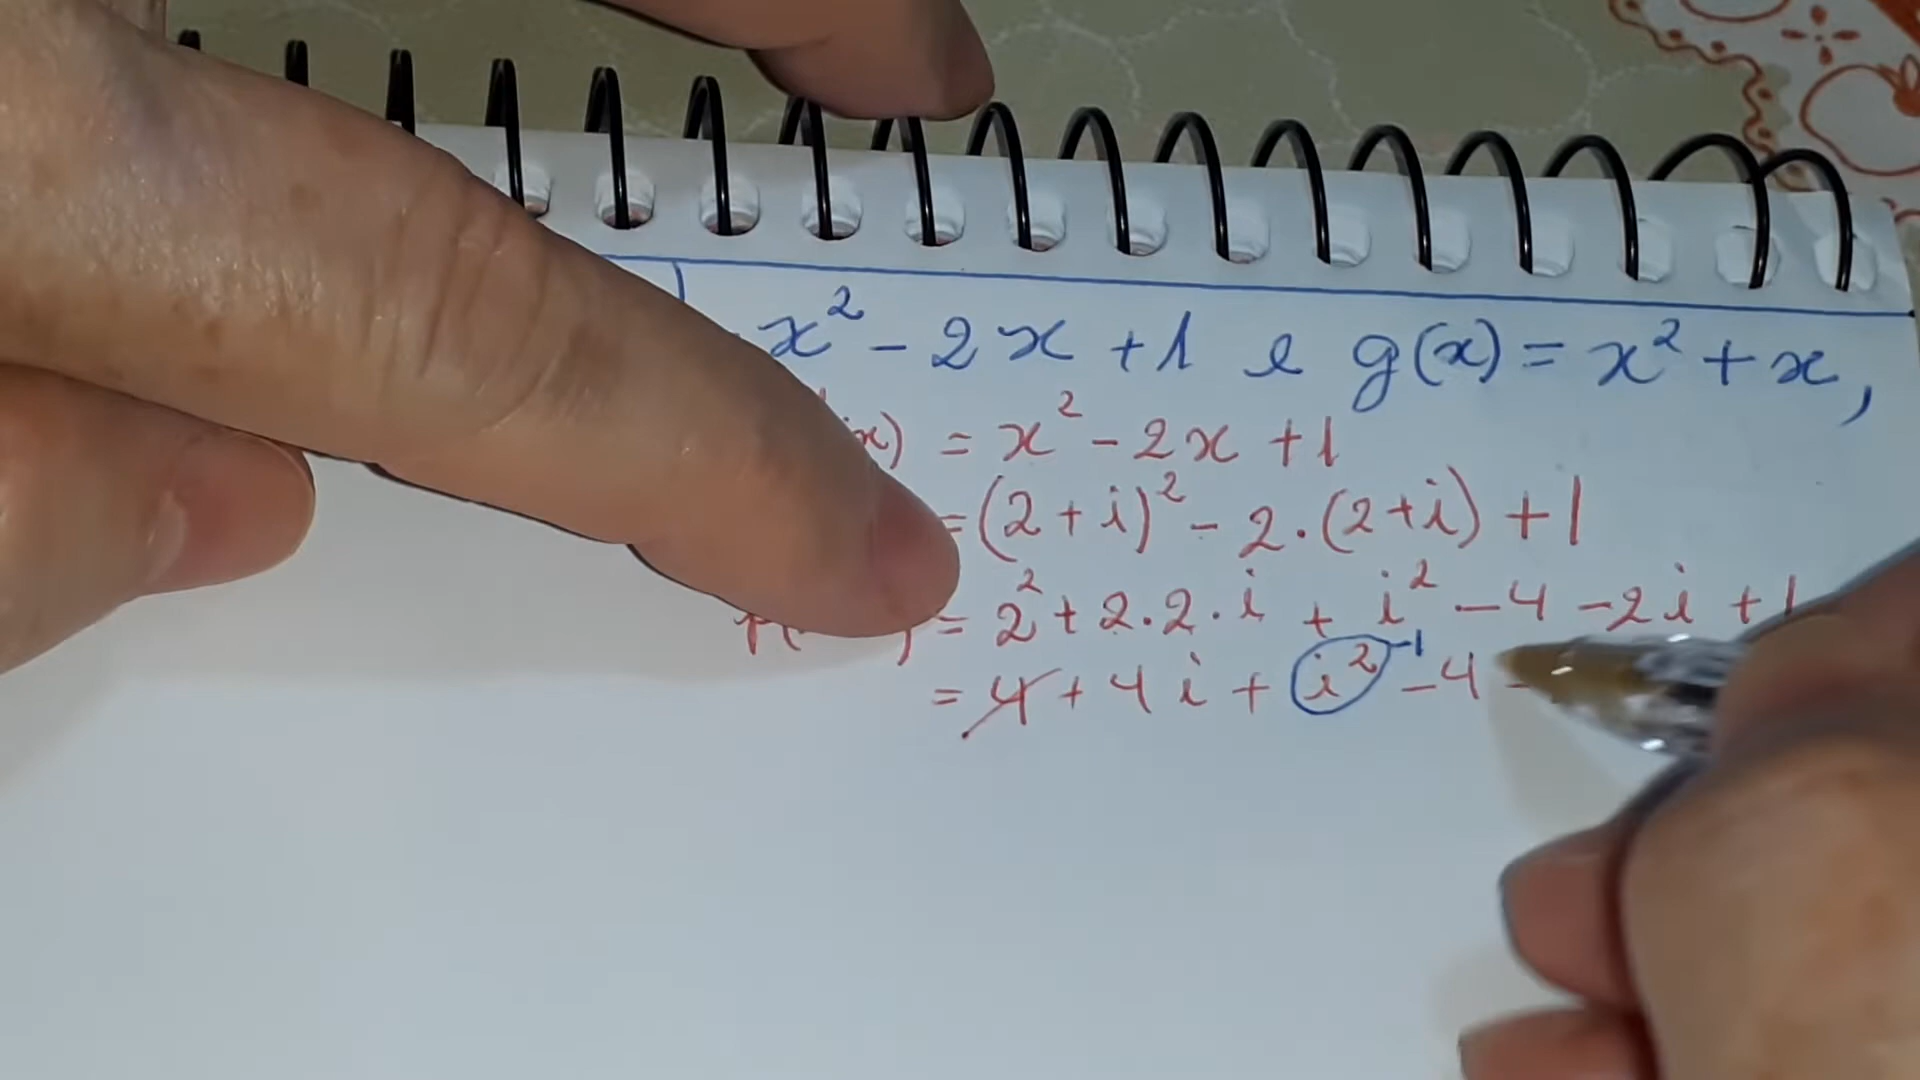 x² - 2x + 1 e g(x) = x² + x,
x) = x² - 2x + 1
= (2 + i)² - 2 . (2 + i) + 1
= 2² + 2 . 2 . i + i² - 4 - 2i + 1
= 4 + 4i + i² -1 - 4 -